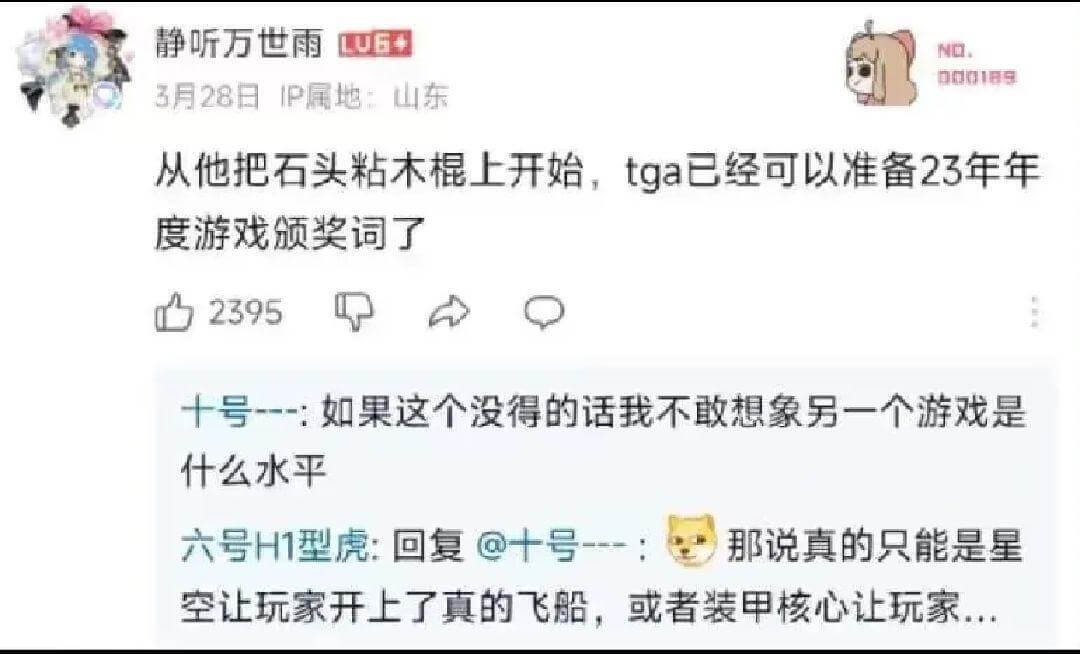 静听万世雨 LV6
NO.
000189
3月28日 IP属地：山东
从他把石头粘木棍上开始，tga已经可以准备23年年
度游戏颁奖词了
2395
十号---: 如果这个没得的话我不敢想象另一个游戏是
什么水平
六号H1型虎: 回复 @十号--- : 那说真的只能是星
空让玩家开上了真的飞船，或者装甲核心让玩家...